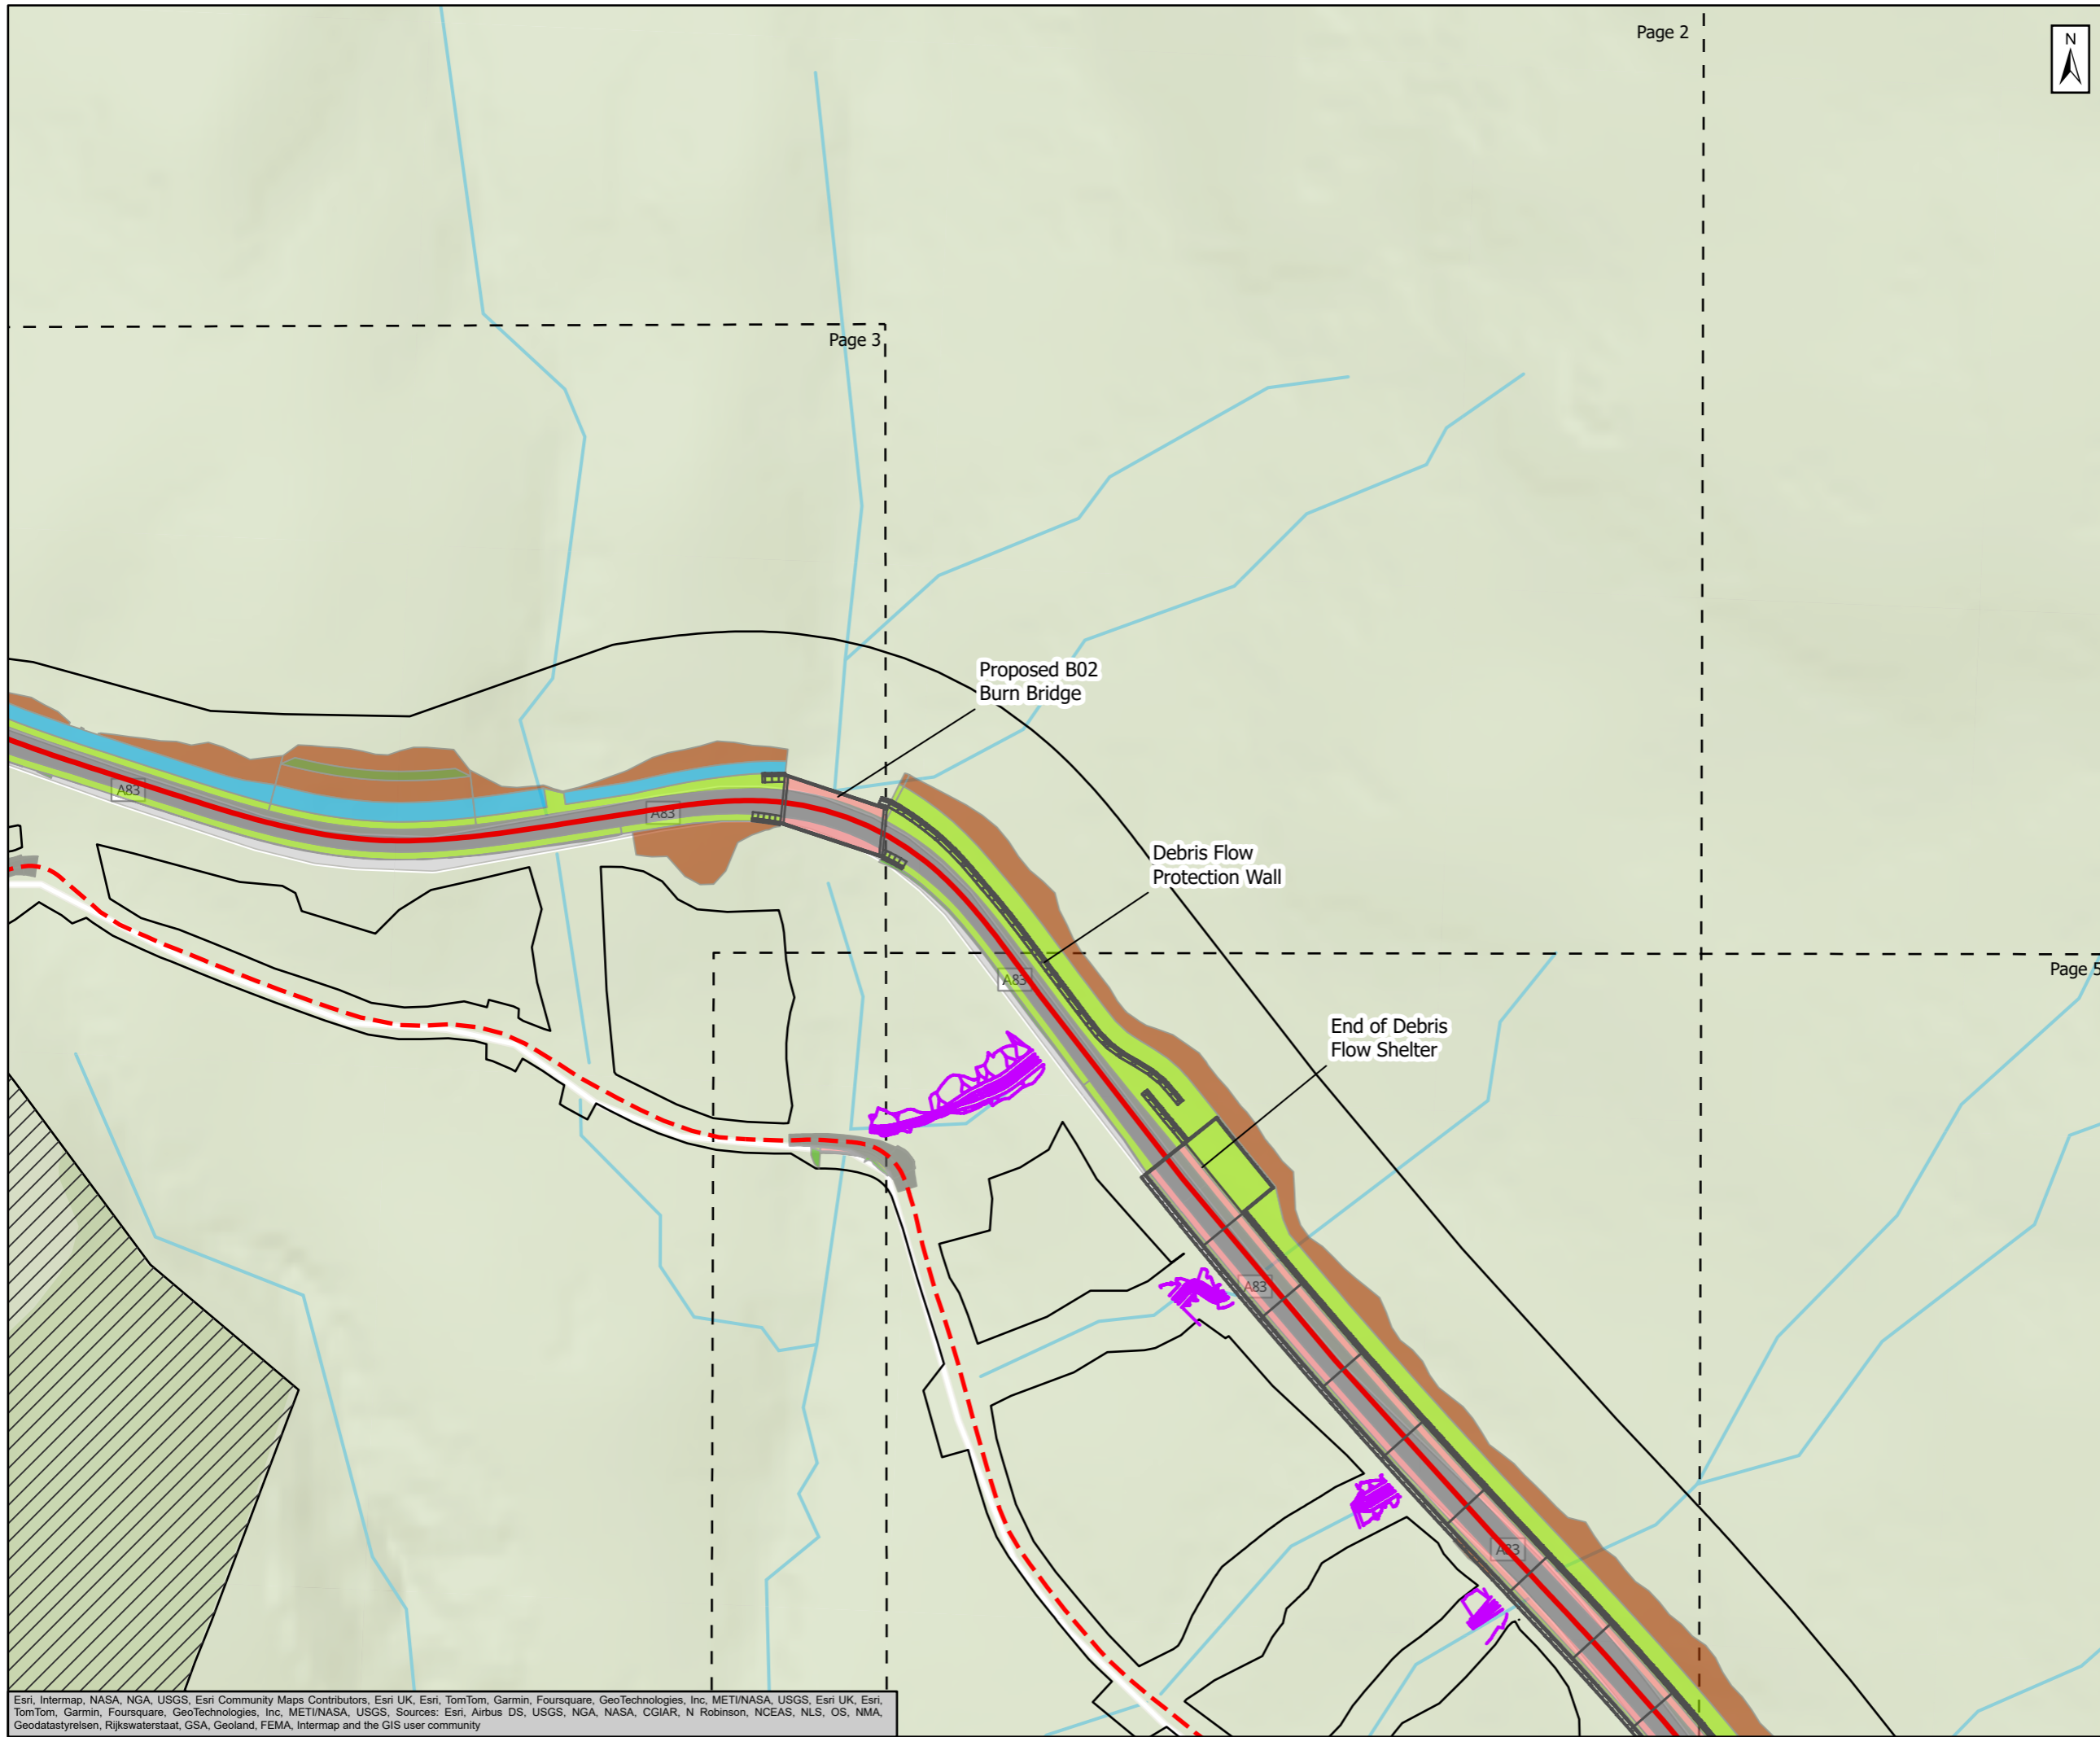 Page 2
N
Page 3
Proposed B02
Burn Bridge
A83
A83
Debris Flow
Protection Wall
Page 5
A83
End of Debris
Flow Shelter
A83
A83
Esri, Intermap, NASA, NGA, USGS, Esri Community Maps Contributors, Esri UK, Esri, TomTom, Garmin, Foursquare, GeoTechnologies, Inc, METI/NASA, USGS, Esri UK, Esri,
TomTom, Garmin, Foursquare, GeoTechnologies, Inc, METI/NASA, USGS, Sources: Esri, Airbus DS, USGS, NGA, NASA, CGIAR, N Robinson, NCEAS, NLS, OS, NMA,
Geodatastyrelsen, Rijkswaterstaat, GSA, Geoland, FEMA, Intermap and the GIS user community